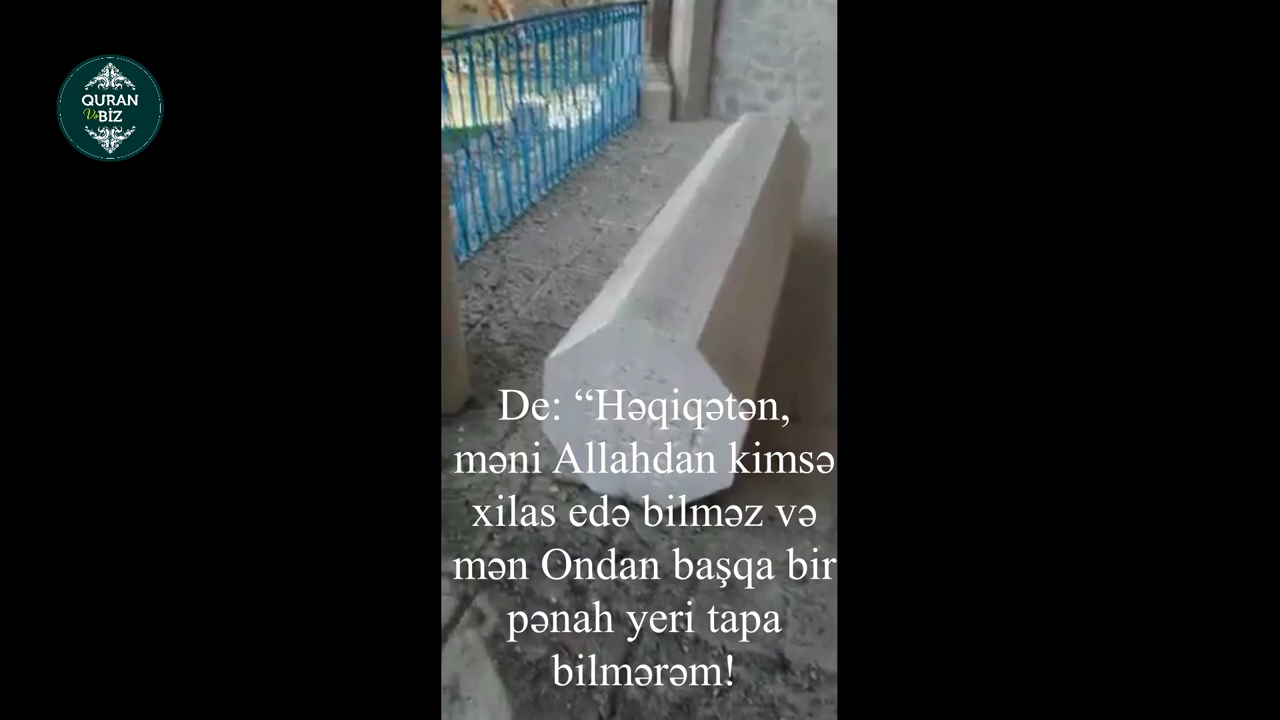 QURAN
Və BİZ
De: “Həqiqətən,
məni Allahdan kimsə
xilas edə bilməz və
mən Ondan başqa bir
pənah yeri tapa
bilmərəm!